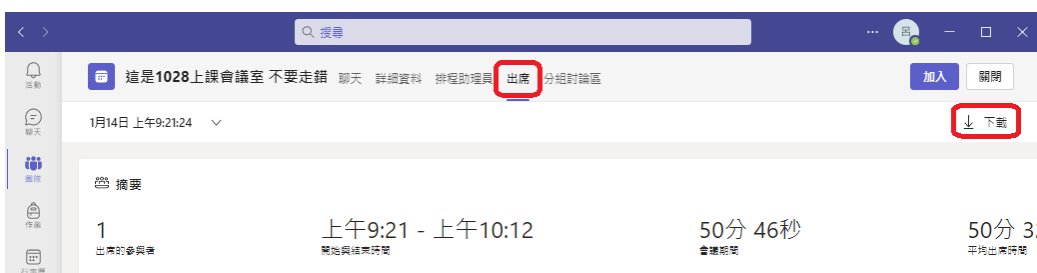 搜尋
呂
活動
聊天
團隊
作業
行事曆
這是1028上課會議室 不要走錯 聊天 詳細資料 排程助理員 出席 分組討論區
加入 關閉
1月14日 上午9:21:24
下載
摘要
1
出席的參與者
上午9:21 - 上午10:12
開始與結束時間
50分 46秒
會議期間
50分
平均出席時間